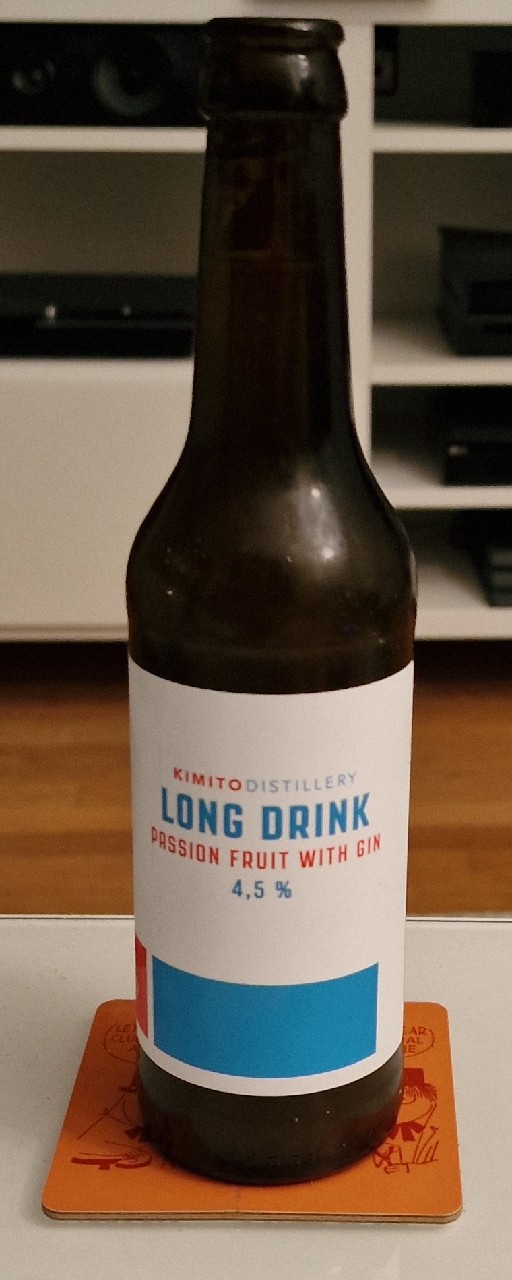 KIMITODISTILLERY
LONG DRINK
PASSION FRUIT WITH GIN
4,5 %